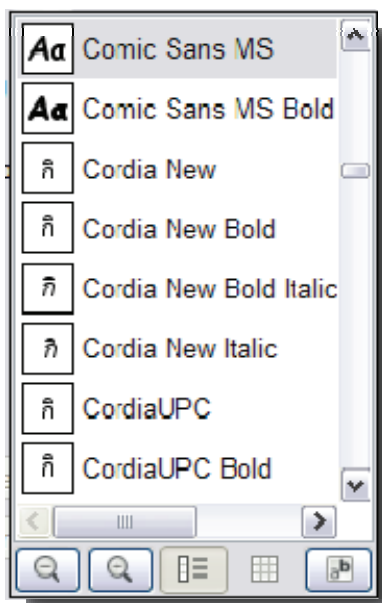 Aa Comic Sans MS
Aa Comic Sans MS Bold
กิ Cordia New
กิ Cordia New Bold
กิ Cordia New Bold Italic
กิ Cordia New Italic
กิ CordiaUPC
กิ CordiaUPC Bold
ab